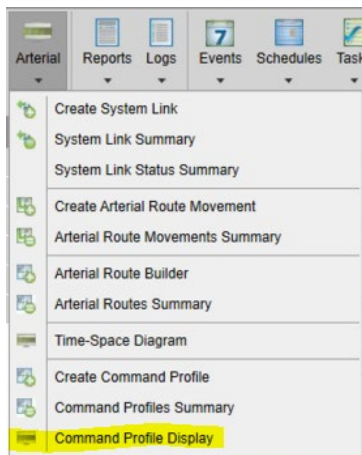 Arterial Reports Logs Events Schedules Task
7
Create System Link
System Link Summary
System Link Status Summary
Create Arterial Route Movement
Arterial Route Movements Summary
Arterial Route Builder
Arterial Routes Summary
Time-Space Diagram
Create Command Profile
Command Profiles Summary
Command Profile Display